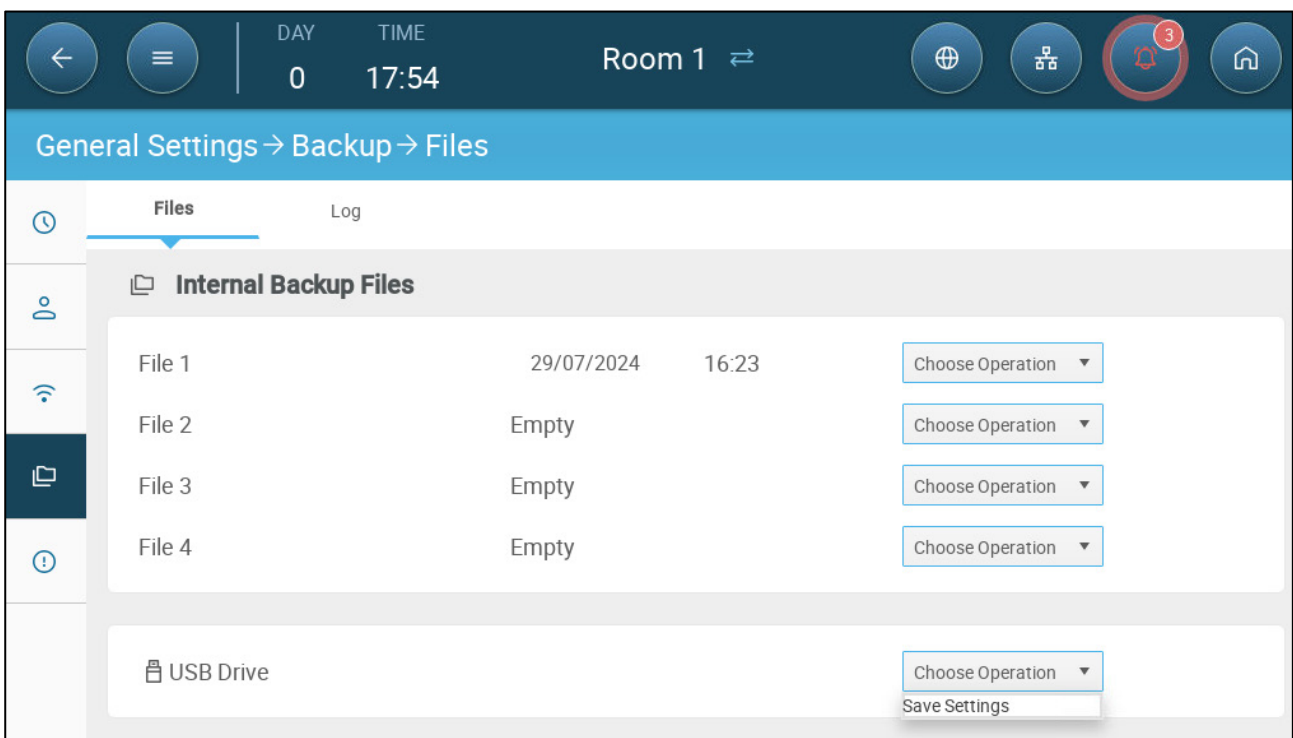 DAY TIME
0 17:54
Room 1
3
General Settings → Backup → Files
Files Log
Internal Backup Files
File 1 29/07/2024 16:23 Choose Operation
File 2 Empty Choose Operation
File 3 Empty Choose Operation
File 4 Empty Choose Operation
USB Drive Choose Operation
Save Settings